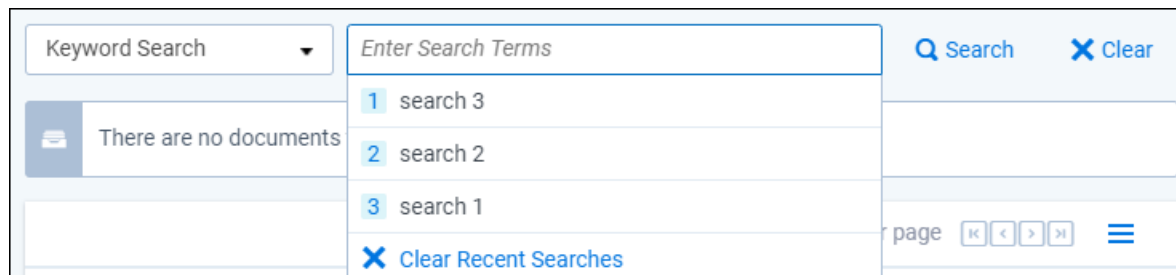 Keyword Search
Enter Search Terms
Search
Clear
1 search 3
There are no documents
2 search 2
3 search 1
page
Clear Recent Searches